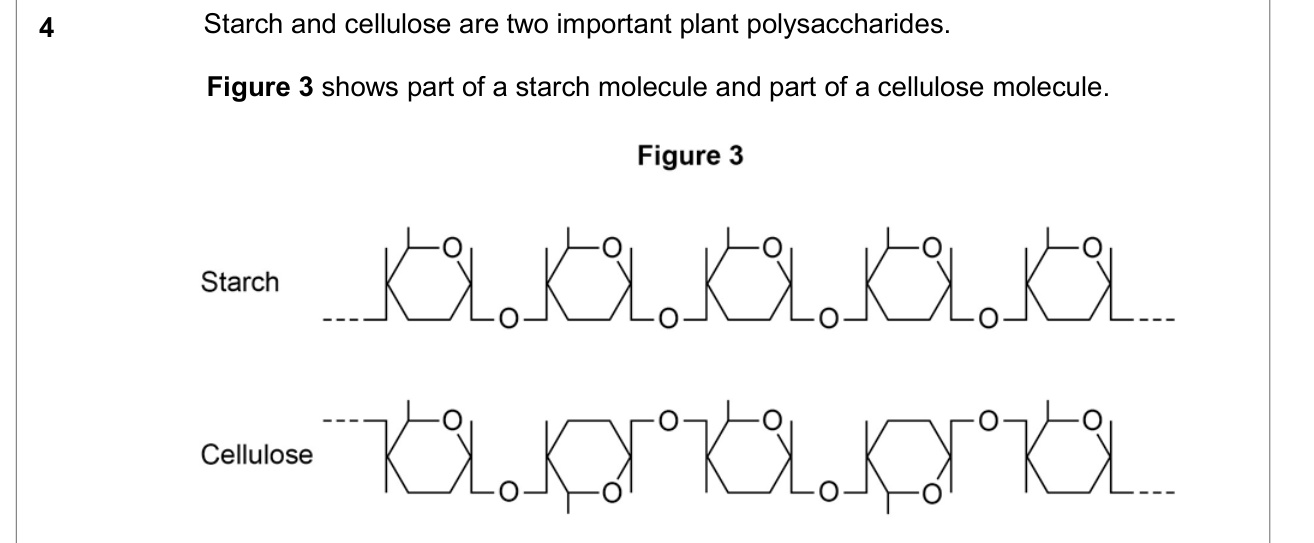 4 Starch and cellulose are two important plant polysaccharides.
Figure 3 shows part of a starch molecule and part of a cellulose molecule.
Figure 3
O O O O O
Starch
O O O O
O O O O O
Cellulose
O O O O